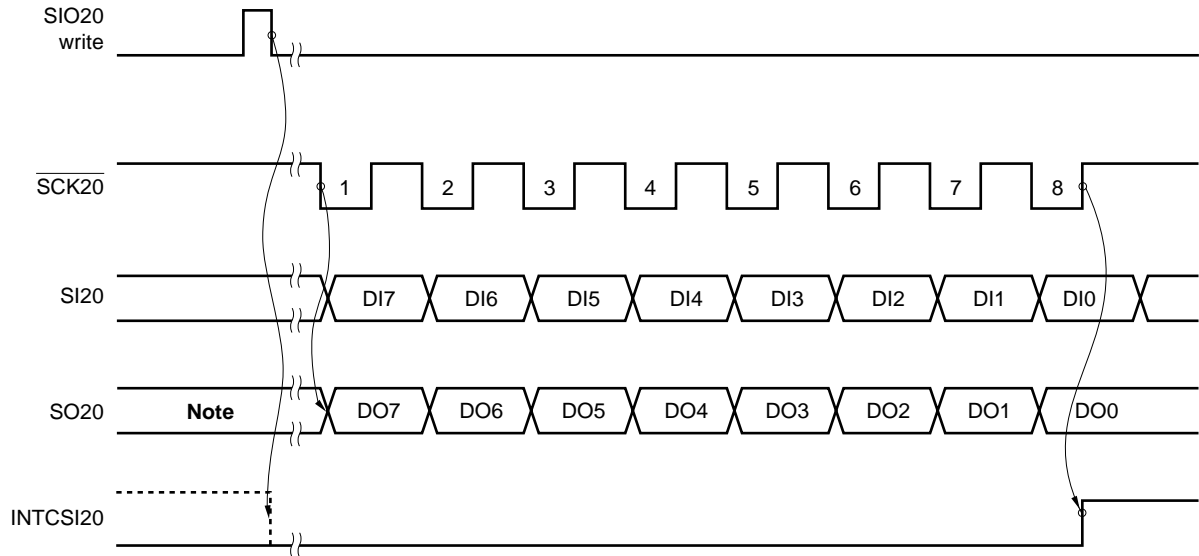 SIO20
write
SCK20
1 2 3 4 5 6 7 8
SI20
DI7 DI6 DI5 DI4 DI3 DI2 DI1 DI0
SO20
Note DO7 DO6 DO5 DO4 DO3 DO2 DO1 DO0
INTCSI20